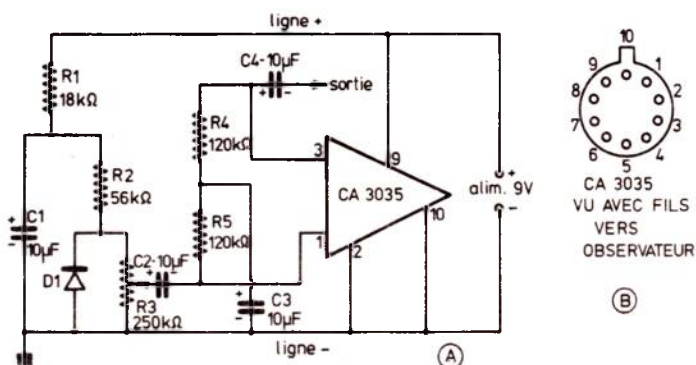 ligne +
R1
18kΩ
R2
56kΩ
C1
10µF
D1
C2-10µF
R3
250kΩ
C4-10µF
sortie
R4
120kΩ
R5
120kΩ
C3
10µF
3
1
2
9
10
CA 3035
alim. 9V
+
-
ligne -
A
10
9
1
8
2
7
3
6
4
5
CA 3035
VU AVEC FILS
VERS
OBSERVATEUR
B